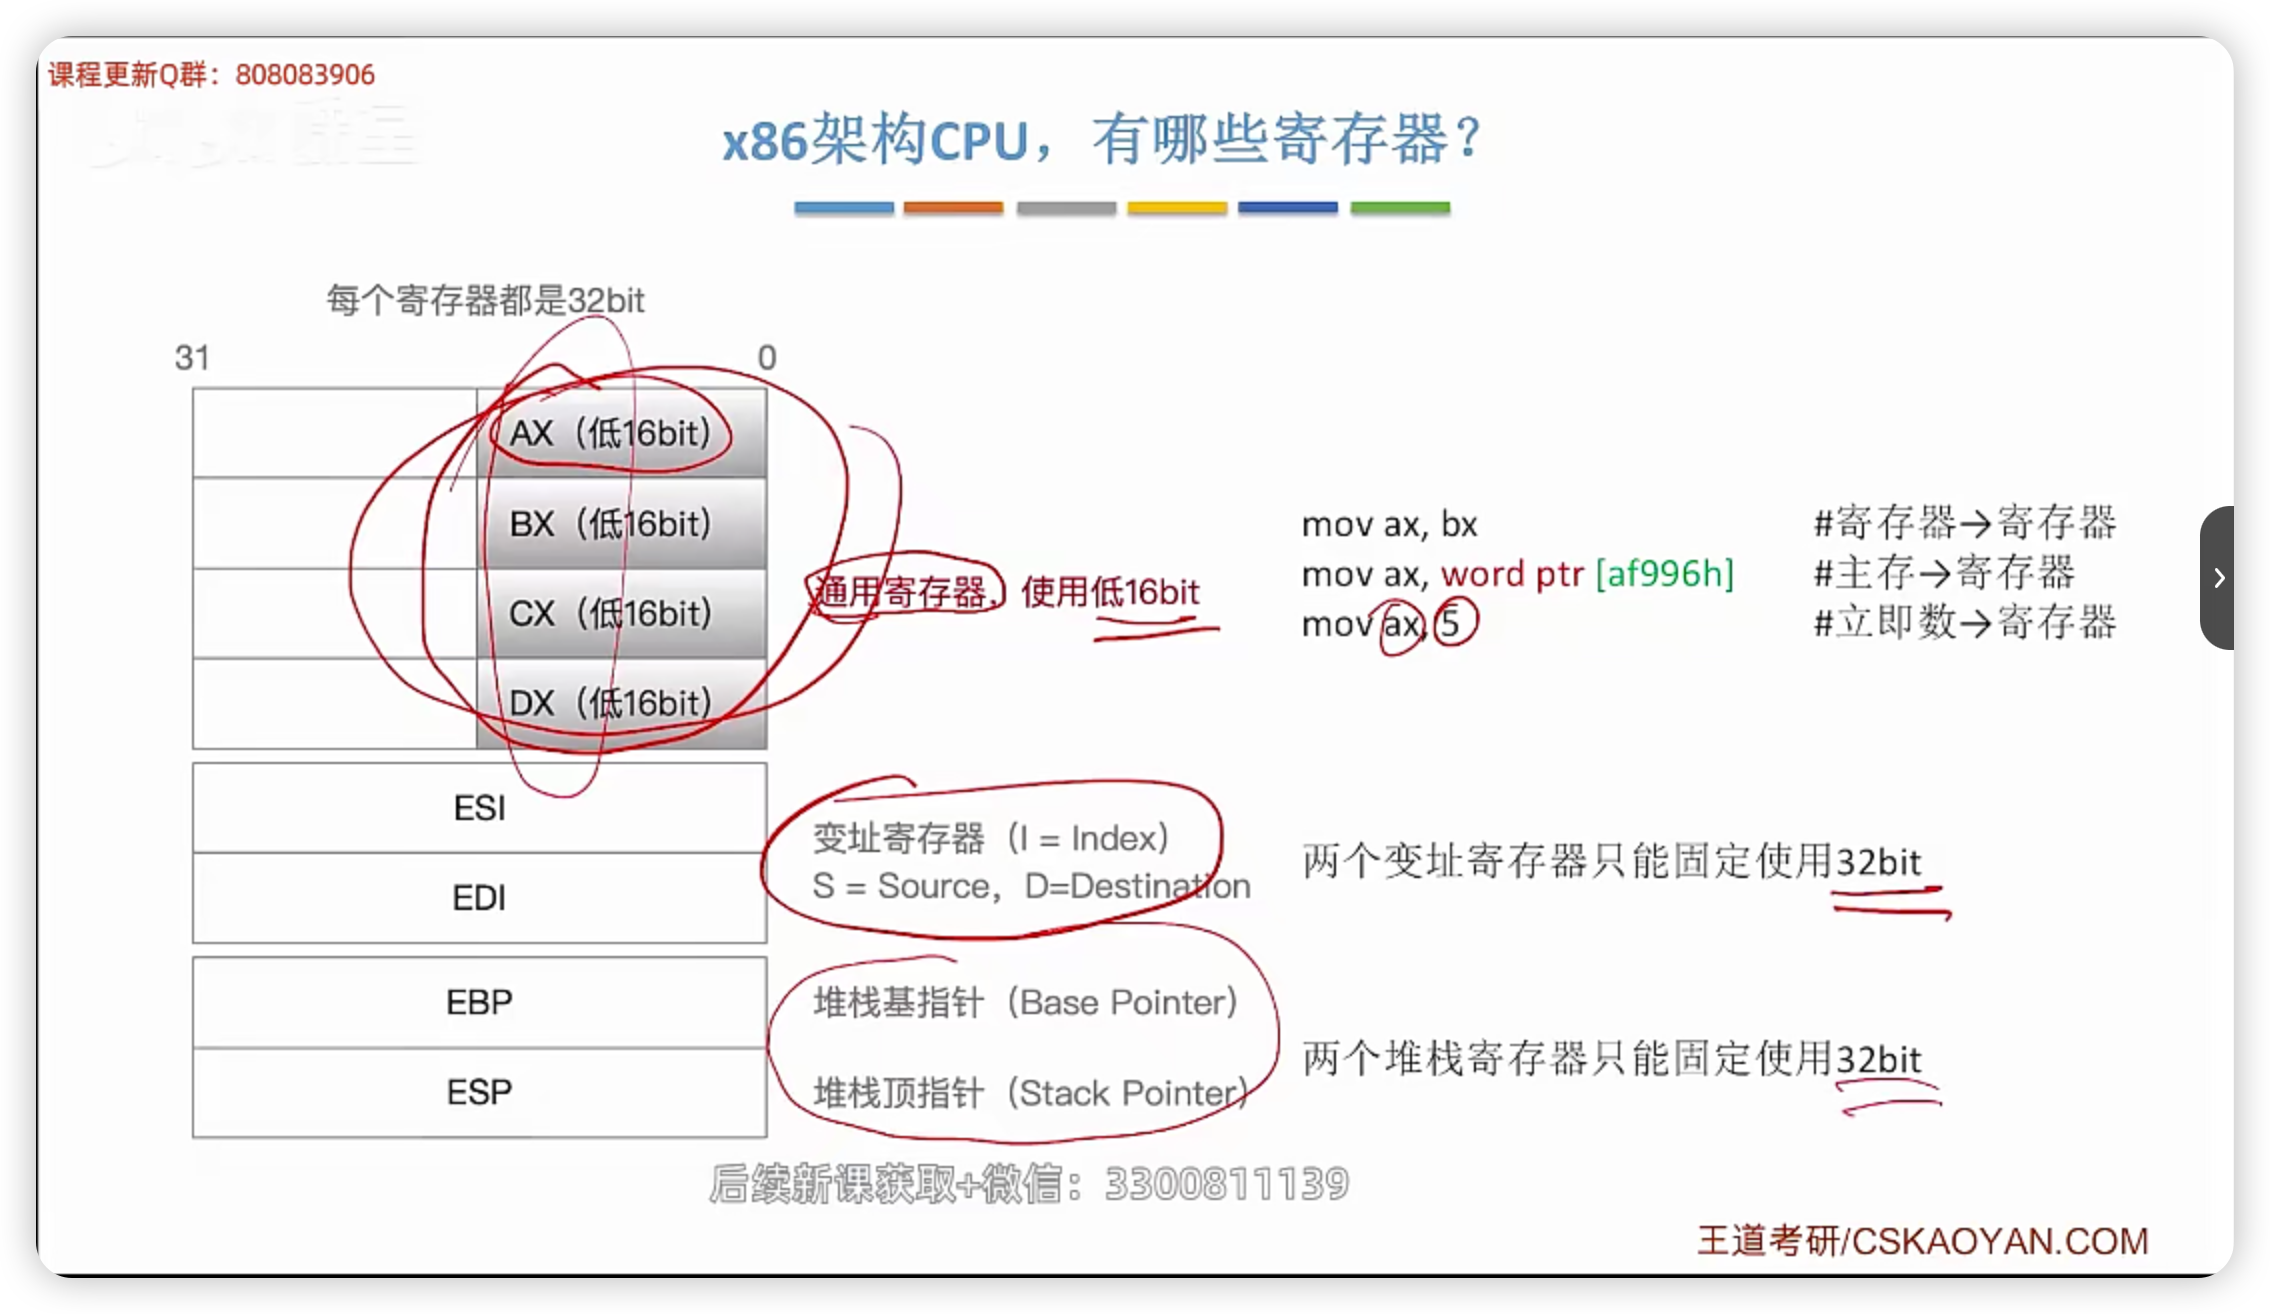 课程更新Q群：808083906
x86架构CPU，有哪些寄存器？
每个寄存器都是32bit
31 0
AX（低16bit）
BX（低16bit）
CX（低16bit）
DX（低16bit）
通用寄存器，使用低16bit
mov ax, bx #寄存器→寄存器
mov ax, word ptr [af996h] #主存→寄存器
mov ax, 5 #立即数→寄存器
ESI
EDI
变址寄存器（I = Index）
S = Source，D=Destination
两个变址寄存器只能固定使用32bit
EBP
ESP
堆栈基指针（Base Pointer）
堆栈顶指针（Stack Pointer）
两个堆栈寄存器只能固定使用32bit
后续新课获取+微信：3300811139
王道考研/CSKAOYAN.COM